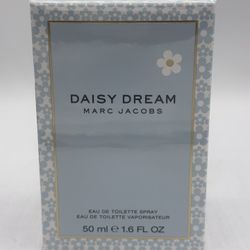 DAISY DREAM
MARC JACOBS
EAU DE TOILETTE SPRAY
EAU DE TOILETTE VAPORISATEUR
50 ml ℮ 1.6 FL OZ